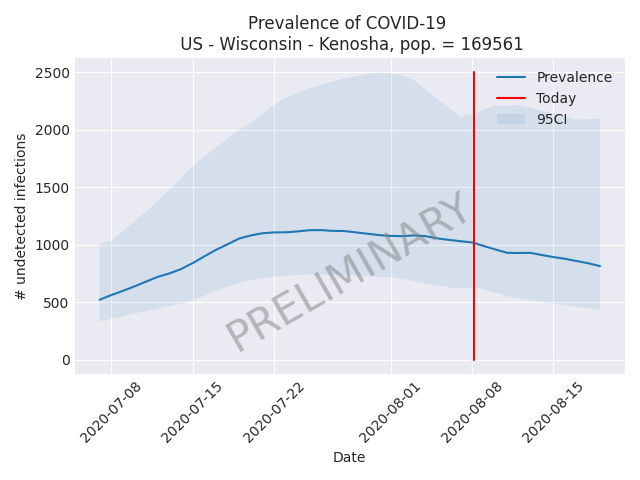 Prevalence of COVID-19
US - Wisconsin - Kenosha, pop. = 169561
2500
2000
1500
1000
500
0
# undetected infections
Prevalence
Today
95CI
PRELIMINARY
2020-07-08
2020-07-15
2020-07-22
2020-08-01
2020-08-08
2020-08-15
Date